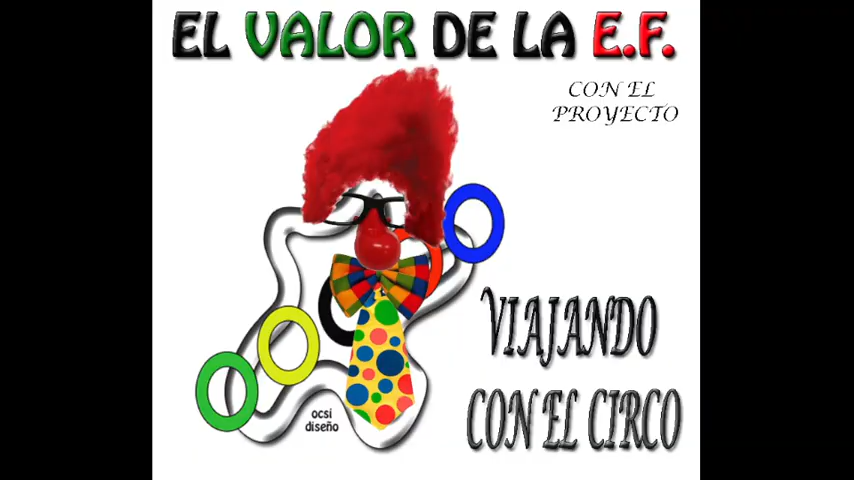 EL VALOR DE LA E.F.
CON EL
PROYECTO
VIAJANDO
CON EL CIRCO
ocsi
diseño